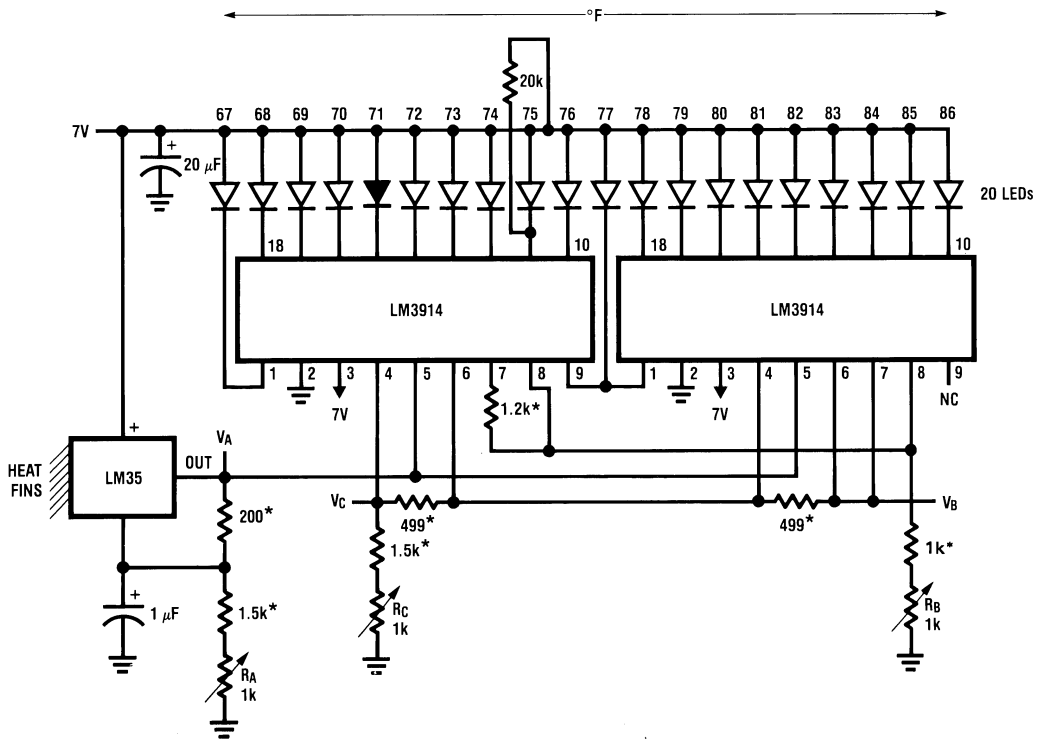 °F
20k
67 68 69 70 71 72 73 74 75 76 77 78 79 80 81 82 83 84 85 86
7V
+
20 μF
20 LEDs
18 10 18 10
LM3914 LM3914
1 2 3 4 5 6 7 8 9 1 2 3 4 5 6 7 8 9
7V 7V NC
1.2k*
+
VA
HEAT
FINS
LM35
OUT
VC VB
200* 499* 499*
1.5k* 1k*
+
1 μF
1.5k*
RC
1k
RB
1k
RA
1k